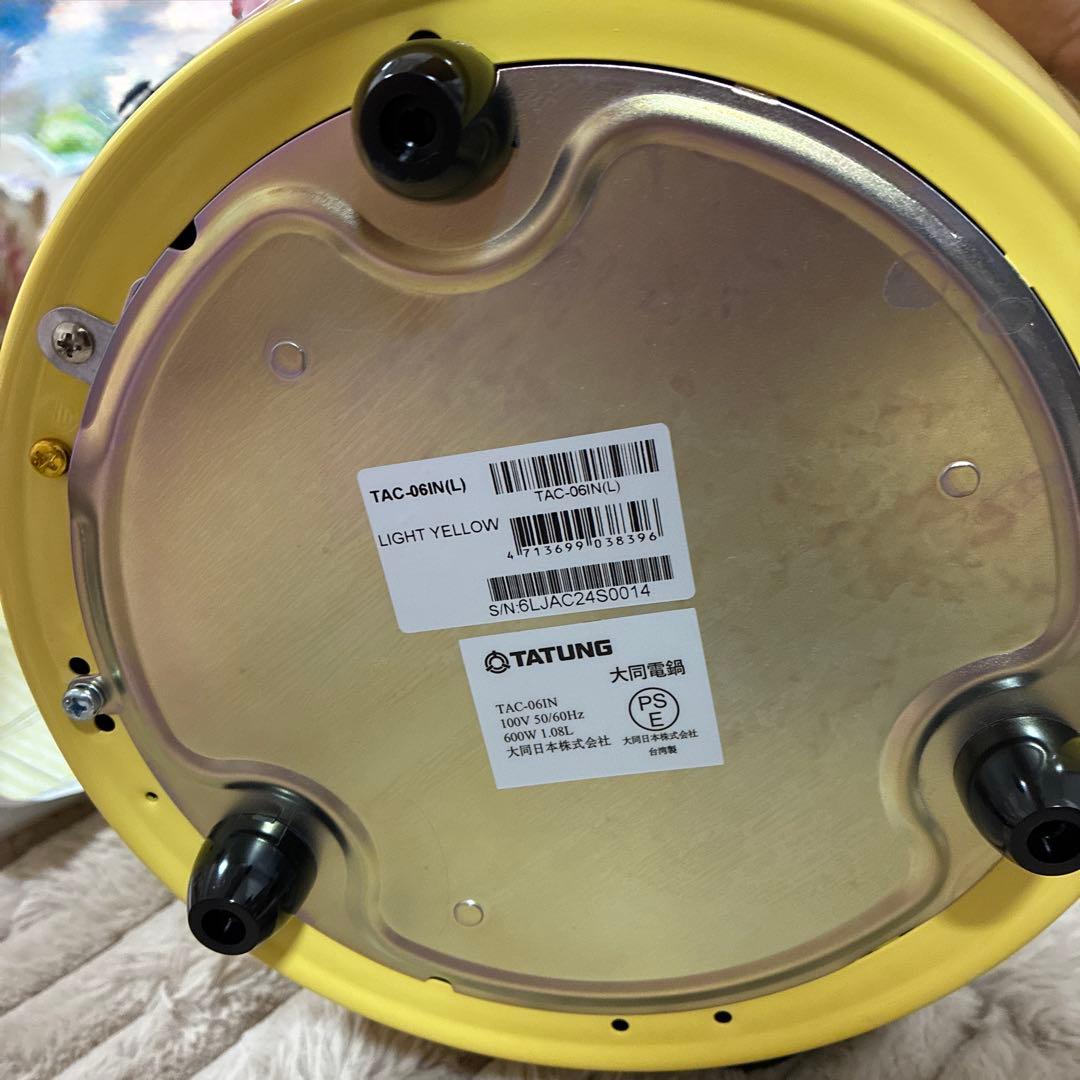 TAC-06IN(L)
TAC-06IN(L)
LIGHT YELLOW
4 713699 038396
S/N:6LJAC24S0014
TATUNG
大同電鍋
TAC-06IN
100V 50/60Hz
600W 1.08L
大同日本株式会社
PS
E
大同日本株式会社
台湾製